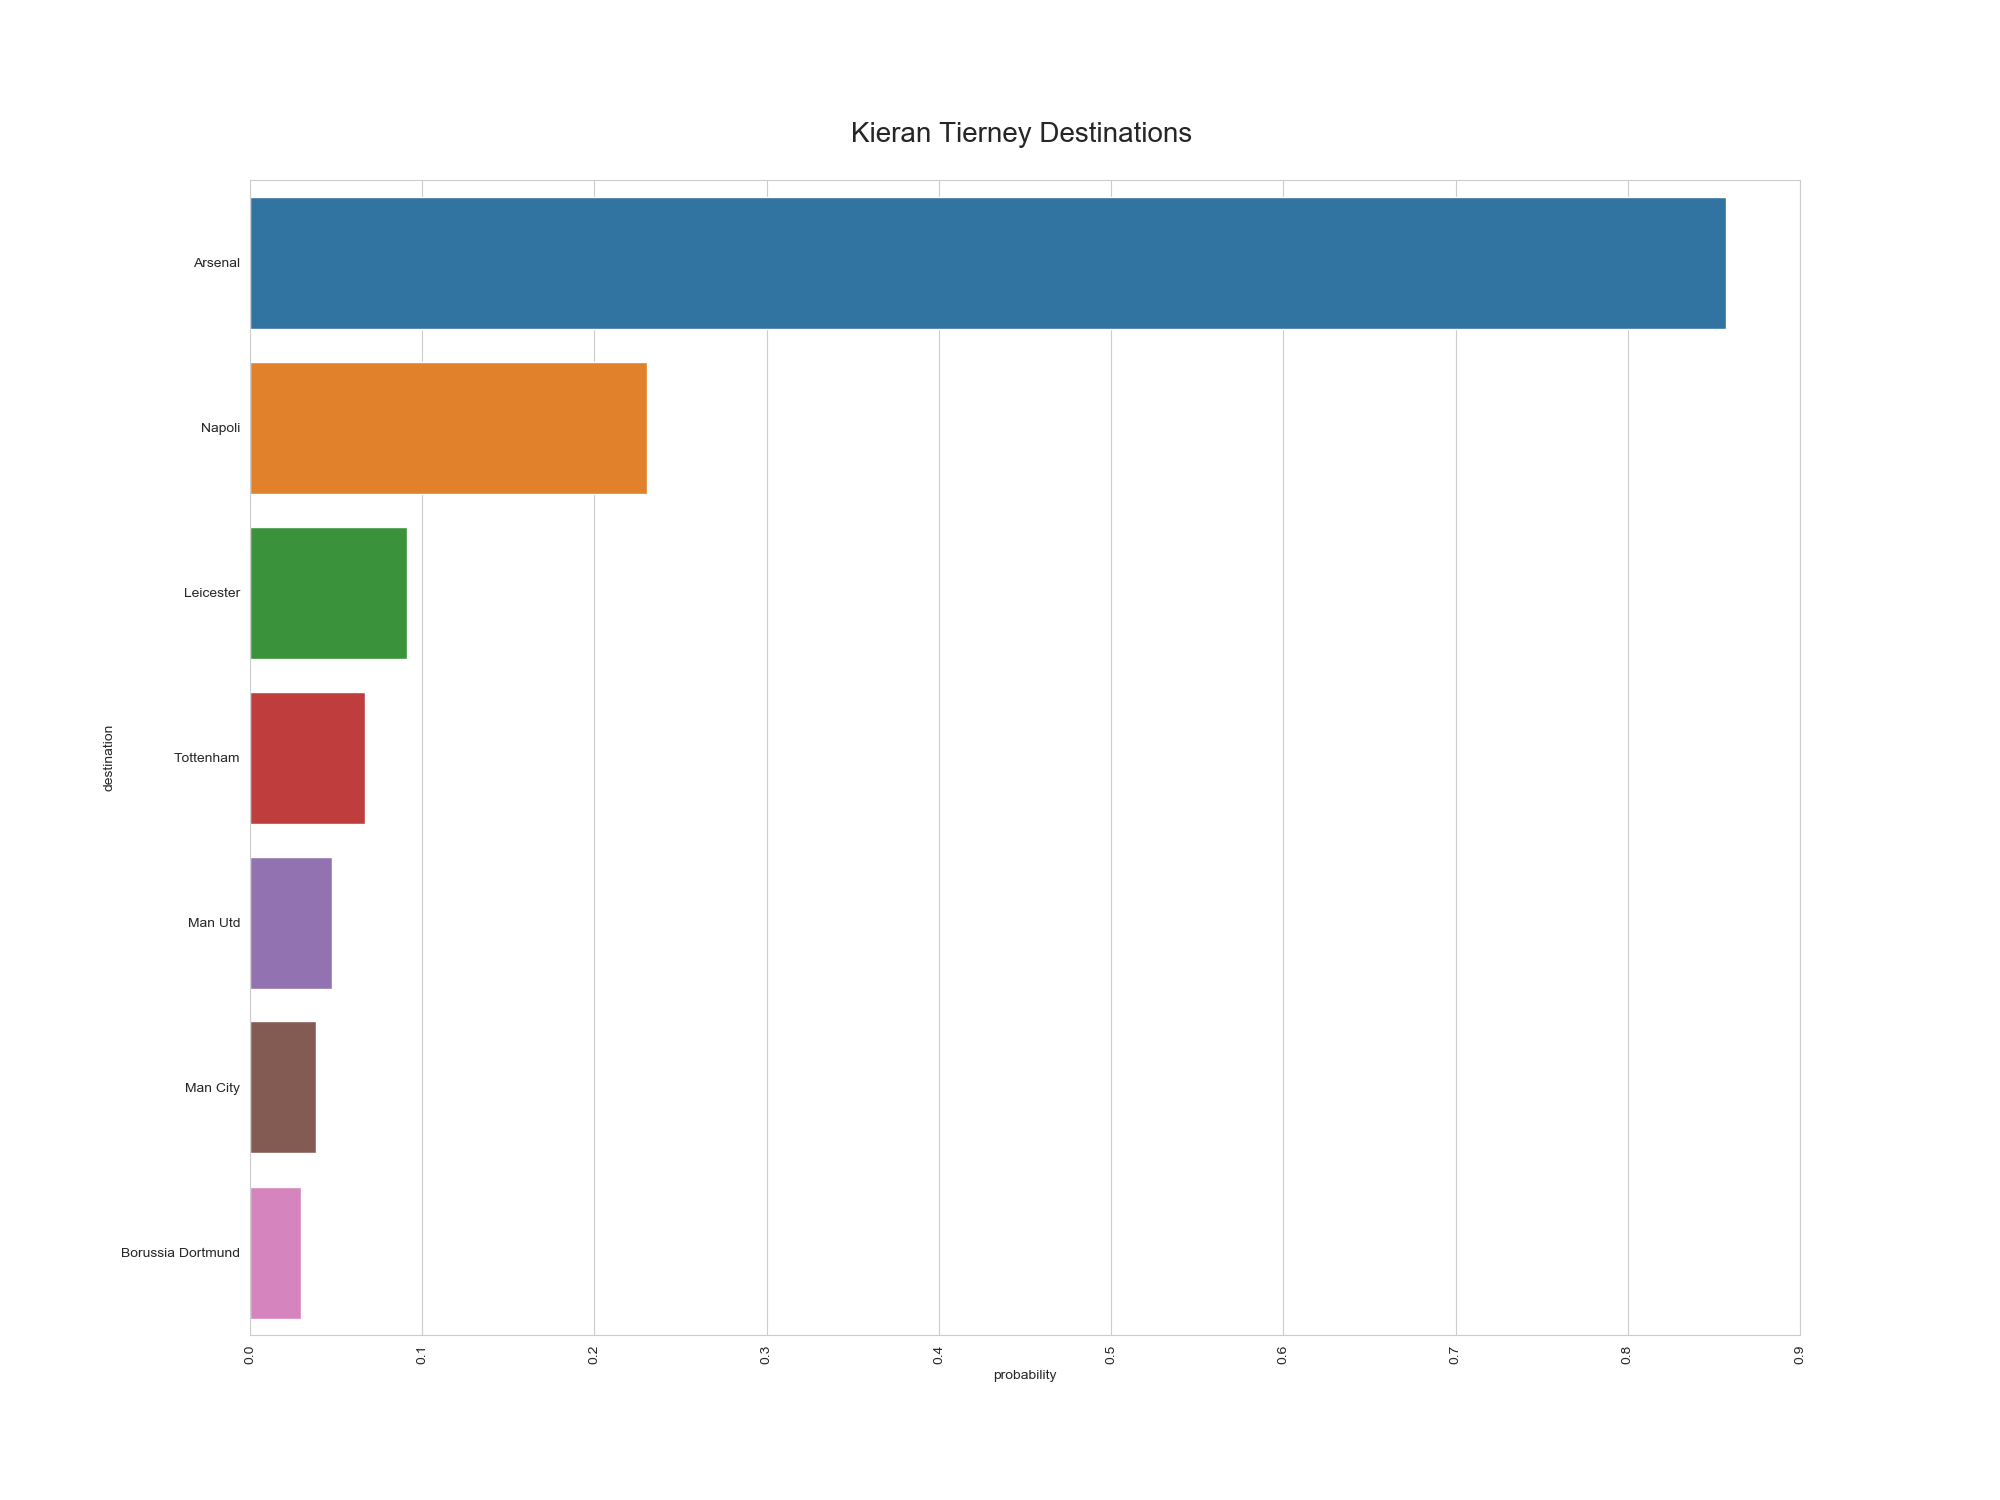 Kieran Tierney Destinations
Arsenal
Napoli
Leicester
Tottenham
Man Utd
Man City
Borussia Dortmund
destination
0.0 0.1 0.2 0.3 0.4 0.5 0.6 0.7 0.8 0.9
probability